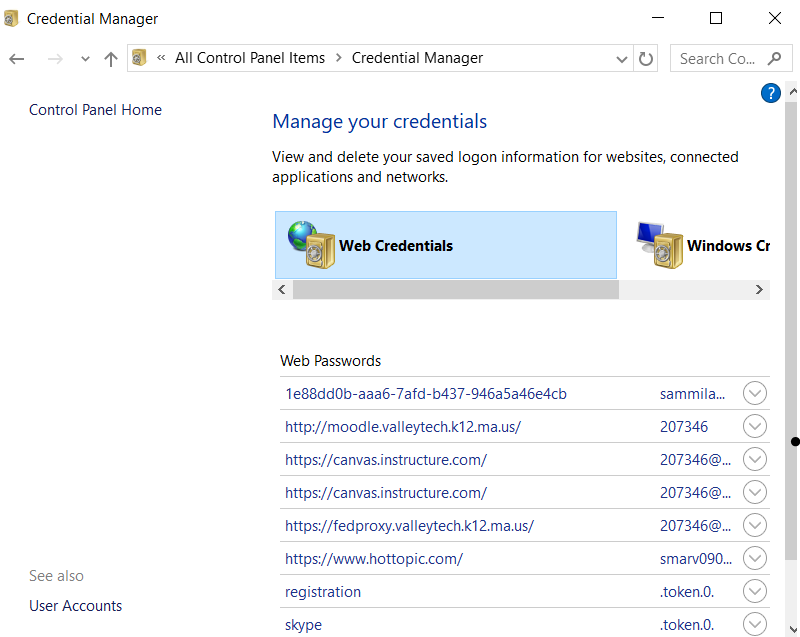 Credential Manager
« All Control Panel Items > Credential Manager
Search Co...
?
Control Panel Home
Manage your credentials
View and delete your saved logon information for websites, connected
applications and networks.
Web Credentials
Windows Cr
Web Passwords
1e88dd0b-aaa6-7afd-b437-946a5a46e4cb sammila...
http://moodle.valleytech.k12.ma.us/ 207346
https://canvas.instructure.com/ 207346@...
https://canvas.instructure.com/ 207346@...
https://fedproxy.valleytech.k12.ma.us/ 207346@...
https://www.hottopic.com/ smarv090...
registration .token.0.
skype .token.0.
See also
User Accounts